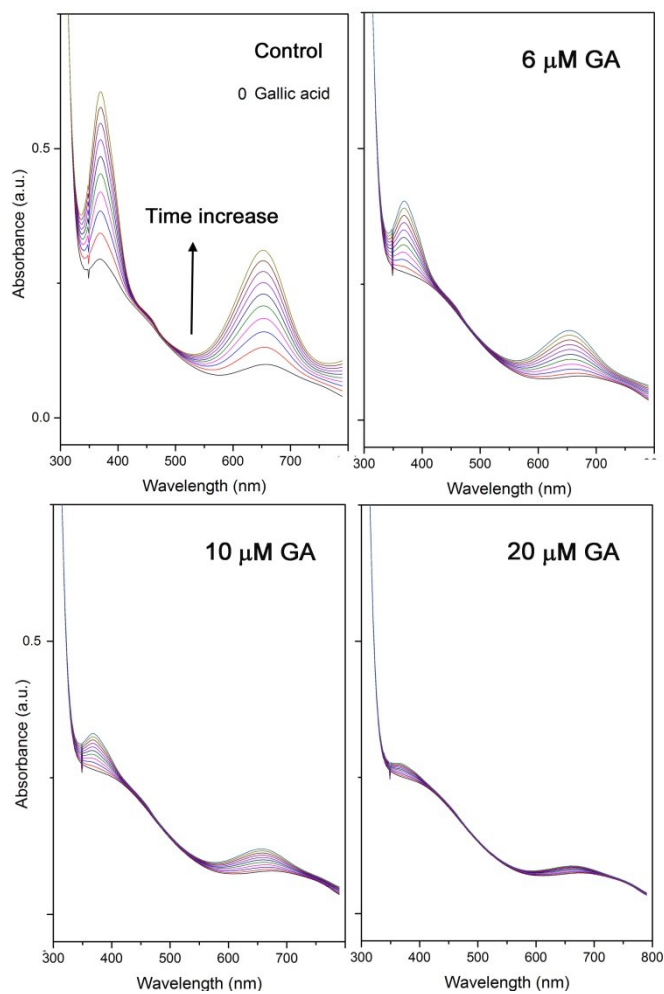 Control
0 Gallic acid
Time increase
Absorbance (a.u.)
0.5
0.0
300 400 500 600 700
Wavelength (nm)
6 μM GA
Absorbance (a.u.)
300 400 500 600 700
Wavelength (nm)
10 μM GA
Absorbance (a.u.)
0.5
300 400 500 600 700
Wavelength (nm)
20 μM GA
300 400 500 600 700 800
Wavelength (nm)